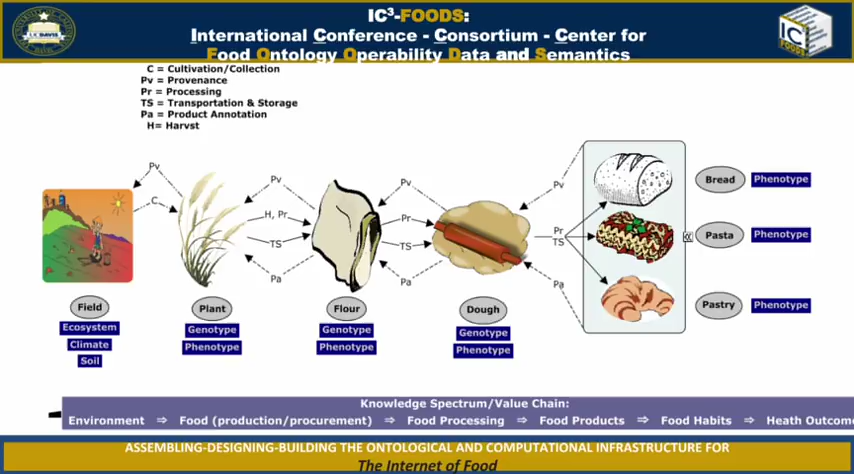 IC³-FOODS:
International Conference - Consortium - Center for
Food Ontology Operability Data and Semantics
UC DAVIS
IC
FOODS
C = Cultivation/Collection
Pv = Provenance
Pr = Processing
TS = Transportation & Storage
Pa = Product Annotation
H= Harvst
Pv
C
Pv
H, Pr
TS
Pa
Pv
Pr
TS
Pa
Pv
Pr
TS
Pa
Bread Phenotype
Pasta Phenotype
Pastry Phenotype
Field
Ecosystem
Climate
Soil
Plant
Genotype
Phenotype
Flour
Genotype
Phenotype
Dough
Genotype
Phenotype
Knowledge Spectrum/Value Chain:
Environment ⇒ Food (production/procurement) ⇒ Food Processing ⇒ Food Products ⇒ Food Habits ⇒ Heath Outcome
ASSEMBLING-DESIGNING-BUILDING THE ONTOLOGICAL AND COMPUTATIONAL INFRASTRUCTURE FOR
The Internet of Food